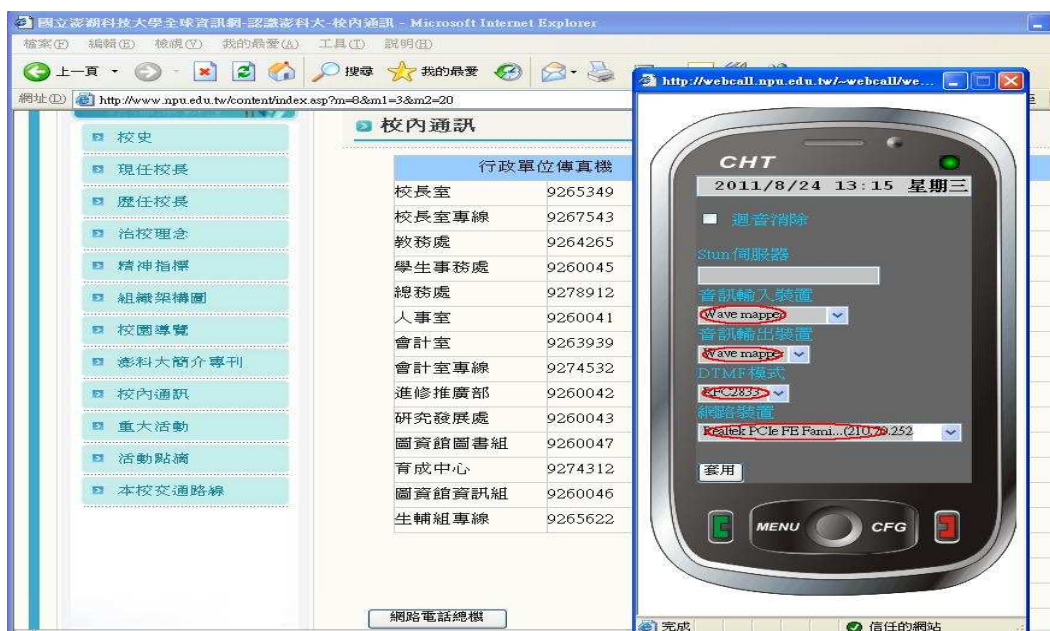 國立澎湖科技大學全球資訊網-認識澎科大-校內通訊 - Microsoft Internet Explorer
檔案(F) 編輯(E) 檢視(V) 我的最愛(A) 工具(T) 說明(H)
上一頁 搜尋 我的最愛
網址(D) http://www.npu.edu.tw/content/index.asp?m=8&m1=3&m2=20
校史
現任校長
歷任校長
治校理念
精神指標
組織架構圖
校園導覽
澎科大簡介專刊
校內通訊
重大活動
活動點滴
本校交通路線
校內通訊
行政單位傳真機
校長室 9265349
校長室專線 9267543
教務處 9264265
學生事務處 9260045
總務處 9278912
人事室 9260041
會計室 9263939
會計室專線 9274532
進修推廣部 9260042
研究發展處 9260043
圖資館圖書組 9260047
育成中心 9274312
圖資館資訊組 9260046
生輔組專線 9265622
網路電話總機
http://webcall.npu.edu.tw/~webcall/we...
CHT
2011/8/24 13:15 星期三
迴音消除
Stun伺服器
音訊輸入裝置
Wave mapper
音訊輸出裝置
Wave mapper
DTMF模式
RFC2833
網路裝置
Realtek PCIe FE Fami...(210.70.252
套用
MENU CFG
完成 信任的網站